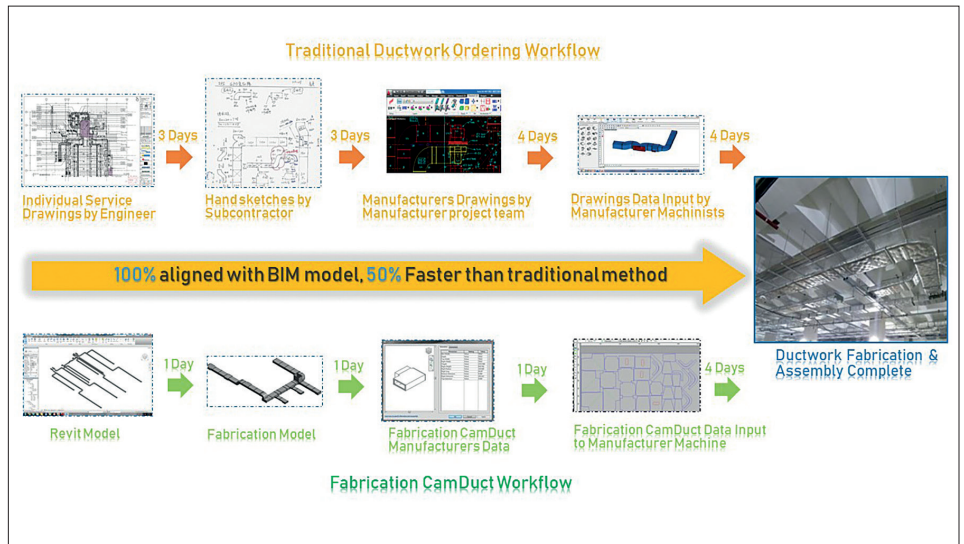 Traditional Ductwork Ordering Workflow
3 Days
3 Days
4 Days
4 Days
Individual Service
Drawings by Engineer
Hand sketches by
Subcontractor
Manufacturers Drawings by
Manufacturer project team
Drawings Data Input by
Manufacturer Machinists
100% aligned with BIM model, 50% Faster than traditional method
1 Day
1 Day
1 Day
4 Days
Ductwork Fabrication &
Assembly Complete
Revit Model
Fabrication Model
Fabrication CamDuct
Manufacturers Data
Fabrication CamDuct Data Input
to Manufacturer Machine
Fabrication CamDuct Workflow